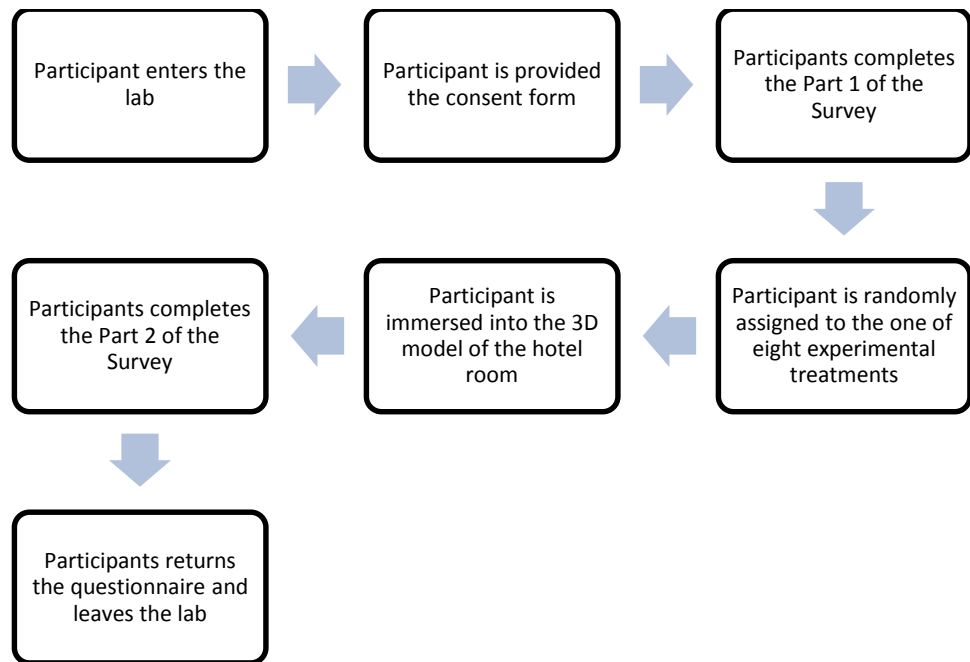 Participant enters the
lab
Participant is provided
the consent form
Participants completes
the Part 1 of the
Survey
Participant is randomly
assigned to the one of
eight experimental
treatments
Participant is
immersed into the 3D
model of the hotel
room
Participants completes
the Part 2 of the
Survey
Participants returns
the questionnaire and
leaves the lab